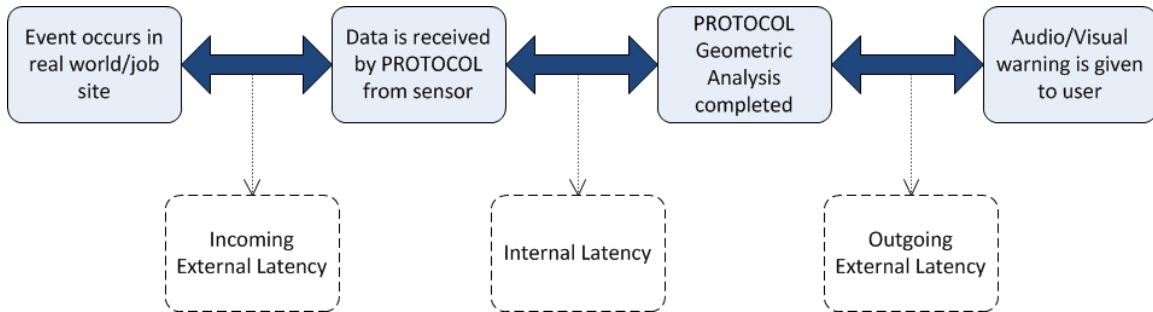 Event occurs in
real world/job
site
Data is received
by PROTOCOL
from sensor
PROTOCOL
Geometric
Analysis
completed
Audio/Visual
warning is given
to user
Incoming
External Latency
Internal Latency
Outgoing
External Latency